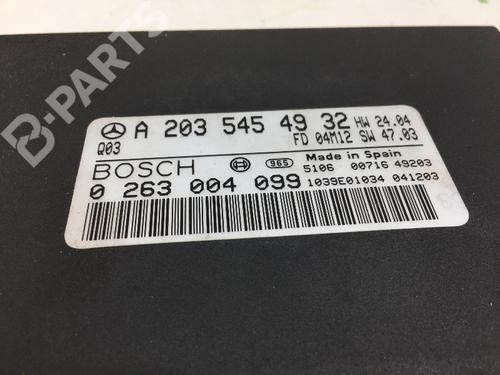 A 203 545 49 32 HW 24.04
Q03 FD 04M12 SW 47.03
BOSCH 965 Made in Spain
5106 00716 49203
0 263 004 099 1039E01034 041203
B-PARTS